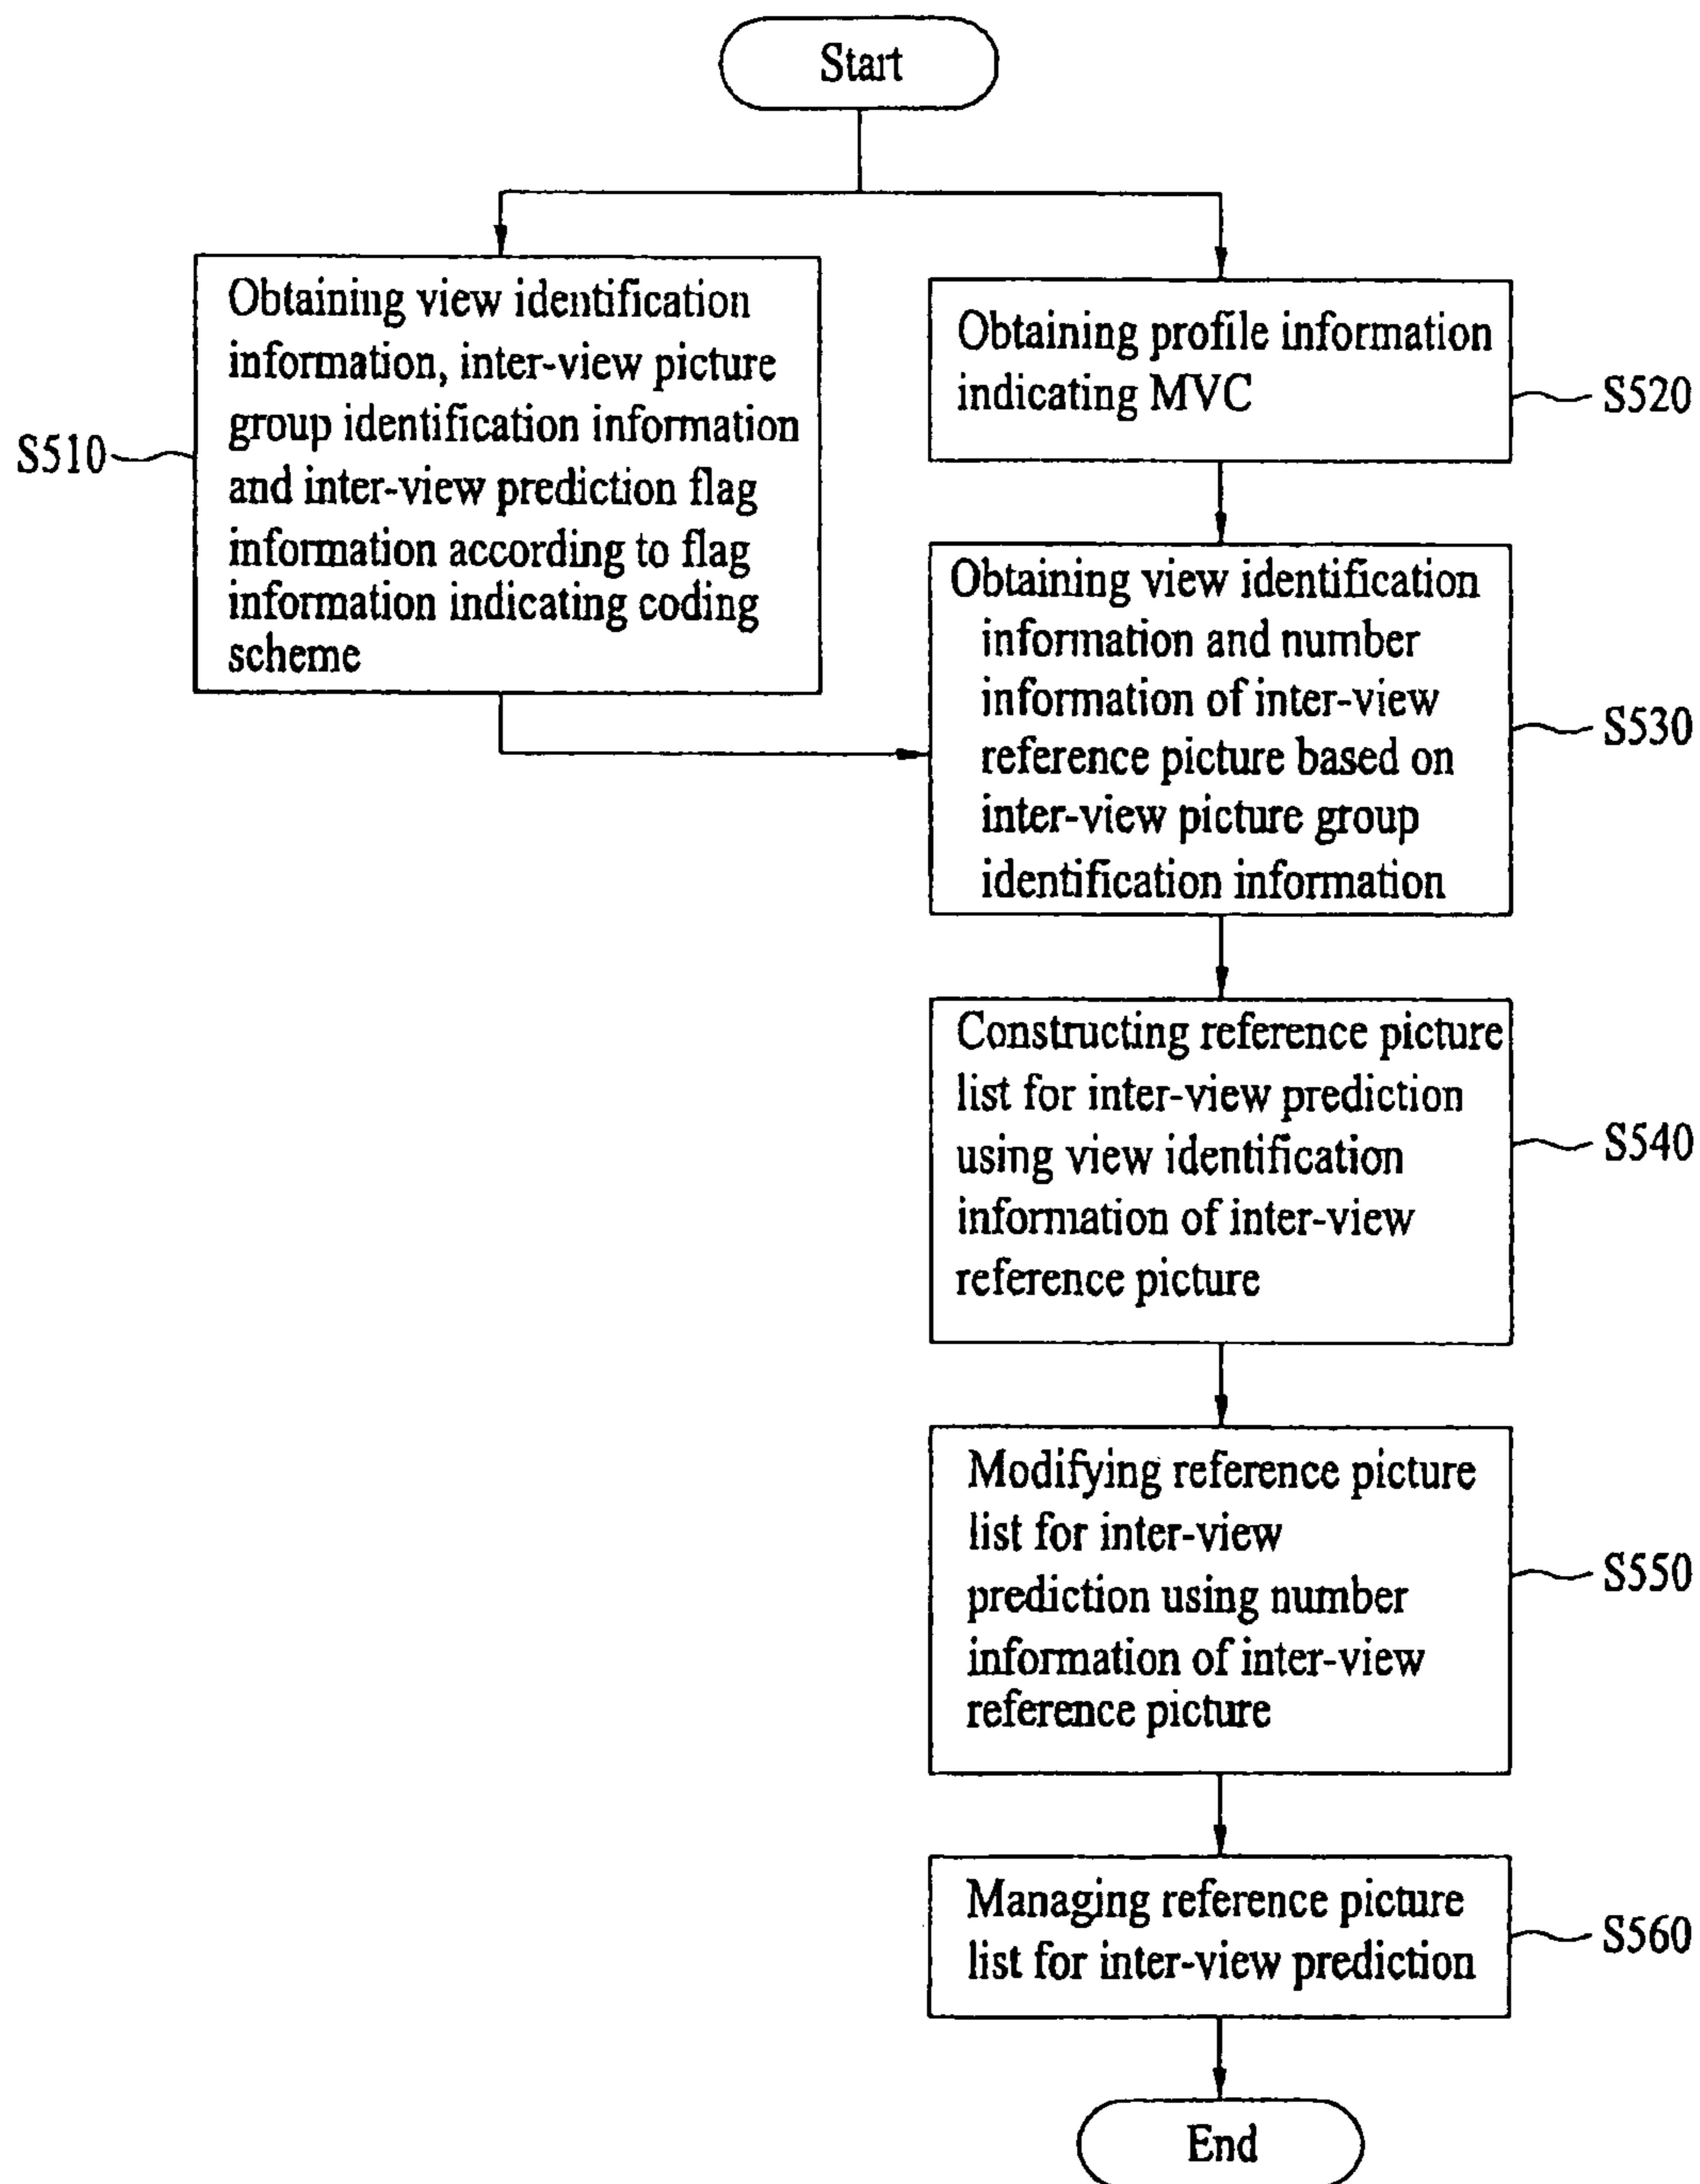 Start
Obtaining view identification
information, inter-view picture
group identification information
and inter-view prediction flag
information according to flag
information indicating coding
scheme
S510
Obtaining profile information
indicating MVC
S520
Obtaining view identification
information and number
information of inter-view
reference picture based on
inter-view picture group
identification information
S530
Constructing reference picture
list for inter-view prediction
using view identification
information of inter-view
reference picture
S540
Modifying reference picture
list for inter-view
prediction using number
information of inter-view
reference picture
S550
Managing reference picture
list for inter-view prediction
S560
End